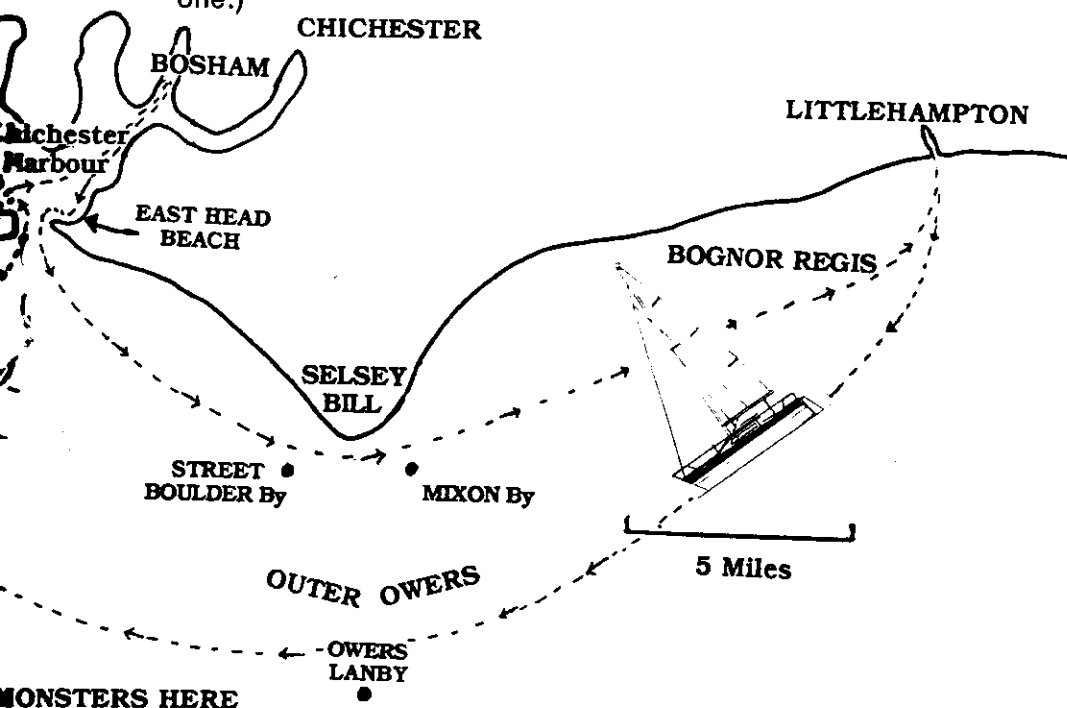 one.)
CHICHESTER
BOSHAM
LITTLEHAMPTON
Chichester
Harbour
EAST HEAD
BEACH
BOGNOR REGIS
SELSEY
BILL
STREET
BOULDER By
MIXON By
5 Miles
OUTER OWERS
OWERS
LANBY
MONSTERS HERE